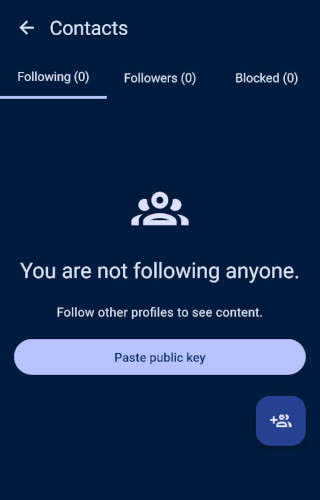 Contacts
Following (0)
Followers (0)
Blocked (0)
You are not following anyone.
Follow other profiles to see content.
Paste public key